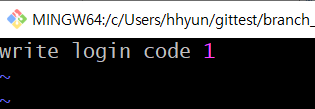 MINGW64:/c/Users/hhyun/gittest/branch_
write login code 1
~
~